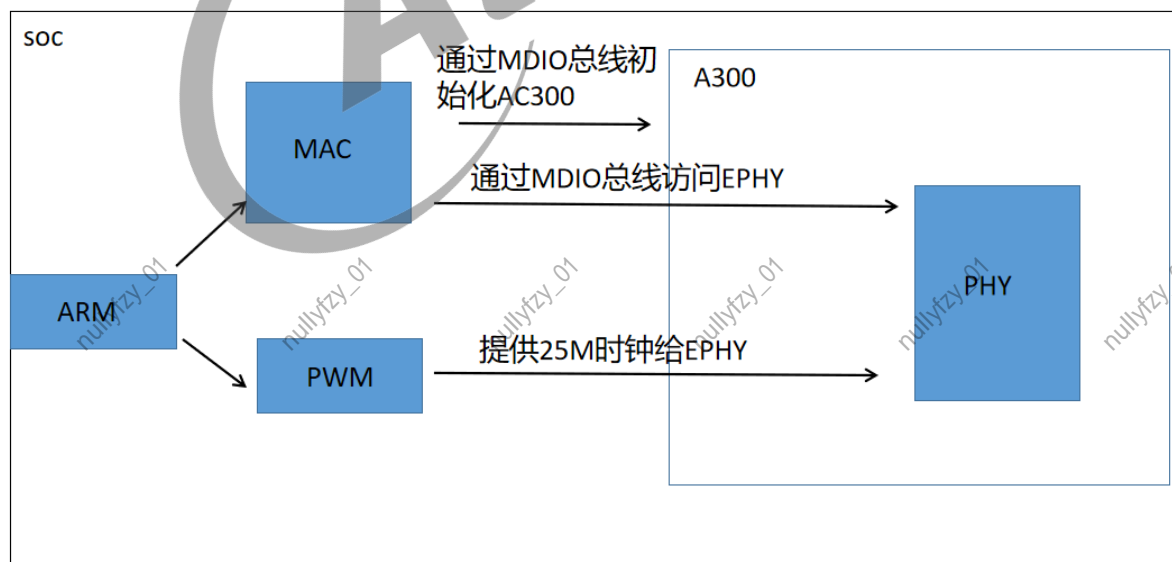 soc
通过MDIO总线初
始化AC300
A300
MAC
通过MDIO总线访问EPHY
ARM
PHY
提供25M时钟给EPHY
PWM
nullyfzy_01
nullyfzy_01
nullyfzy_01
nullyfzy_01
nullyfzy_01